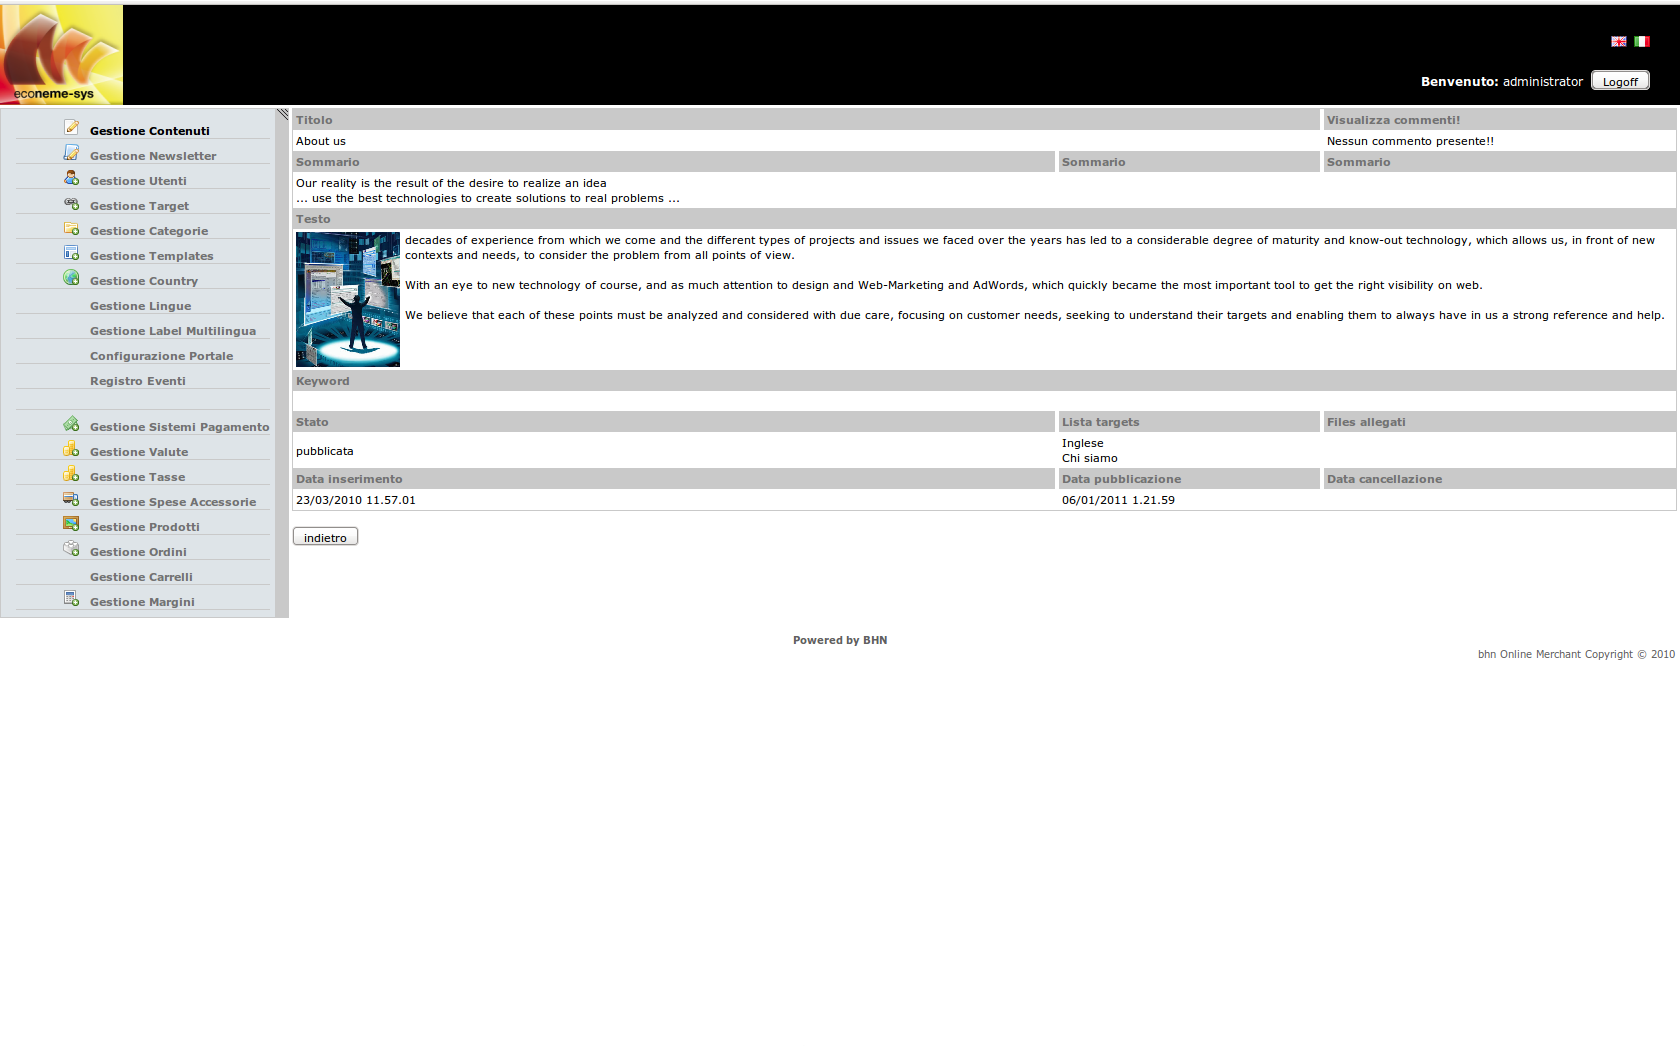 econeme-sys
Benvenuto: administrator Logoff
Gestione Contenuti
Gestione Newsletter
Gestione Utenti
Gestione Target
Gestione Categorie
Gestione Templates
Gestione Country
Gestione Lingue
Gestione Label Multilingua
Configurazione Portale
Registro Eventi
Gestione Sistemi Pagamento
Gestione Valute
Gestione Tasse
Gestione Spese Accessorie
Gestione Prodotti
Gestione Ordini
Gestione Carrelli
Gestione Margini
Titolo Visualizza commenti!
About us Nessun commento presente!!
Sommario Sommario Sommario
Our reality is the result of the desire to realize an idea
... use the best technologies to create solutions to real problems ...
Testo
decades of experience from which we come and the different types of projects and issues we faced over the years has led to a considerable degree of maturity and know-out technology, which allows us, in front of new
contexts and needs, to consider the problem from all points of view.
With an eye to new technology of course, and as much attention to design and Web-Marketing and AdWords, which quickly became the most important tool to get the right visibility on web.
We believe that each of these points must be analyzed and considered with due care, focusing on customer needs, seeking to understand their targets and enabling them to always have in us a strong reference and help.
Keyword
Stato Lista targets Files allegati
pubblicata Inglese
Chi siamo
Data inserimento Data pubblicazione Data cancellazione
23/03/2010 11.57.01 06/01/2011 1.21.59
indietro
Powered by BHN
bhn Online Merchant Copyright © 2010